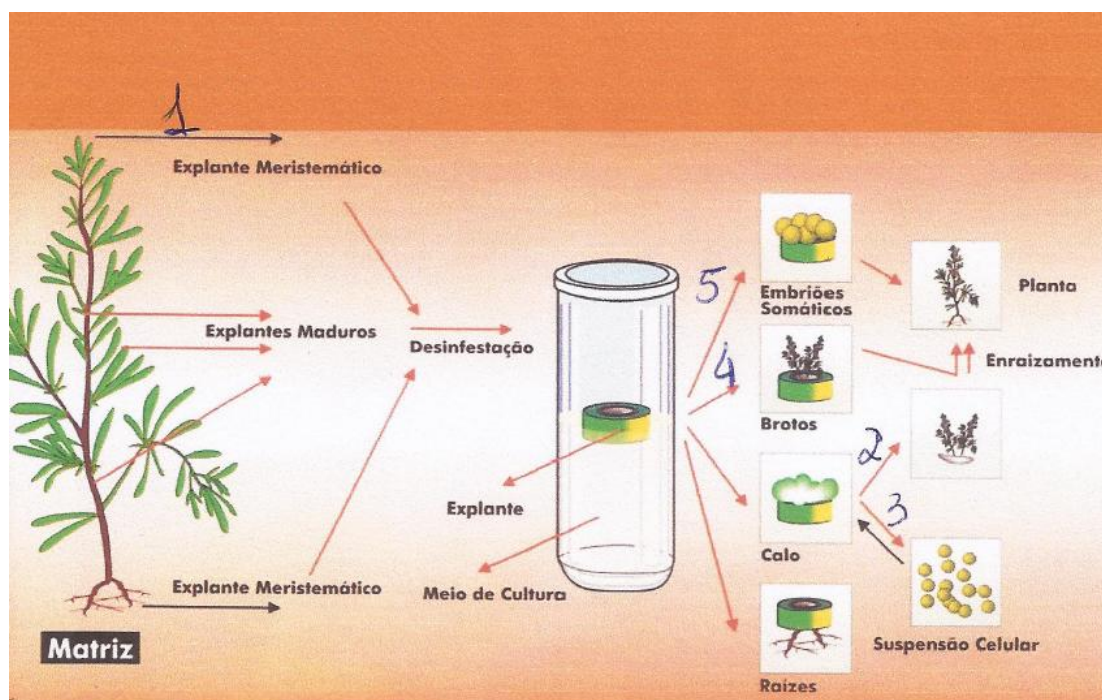 Explante Meristemático
Explantes Maduros
Desinfestação
5
Embriões
Somáticos
Planta
4
Enraizamento
Brotos
2
Explante
3
Calo
Meio de Cultura
Explante Meristemático
Suspensão Celular
Matriz
Raízes